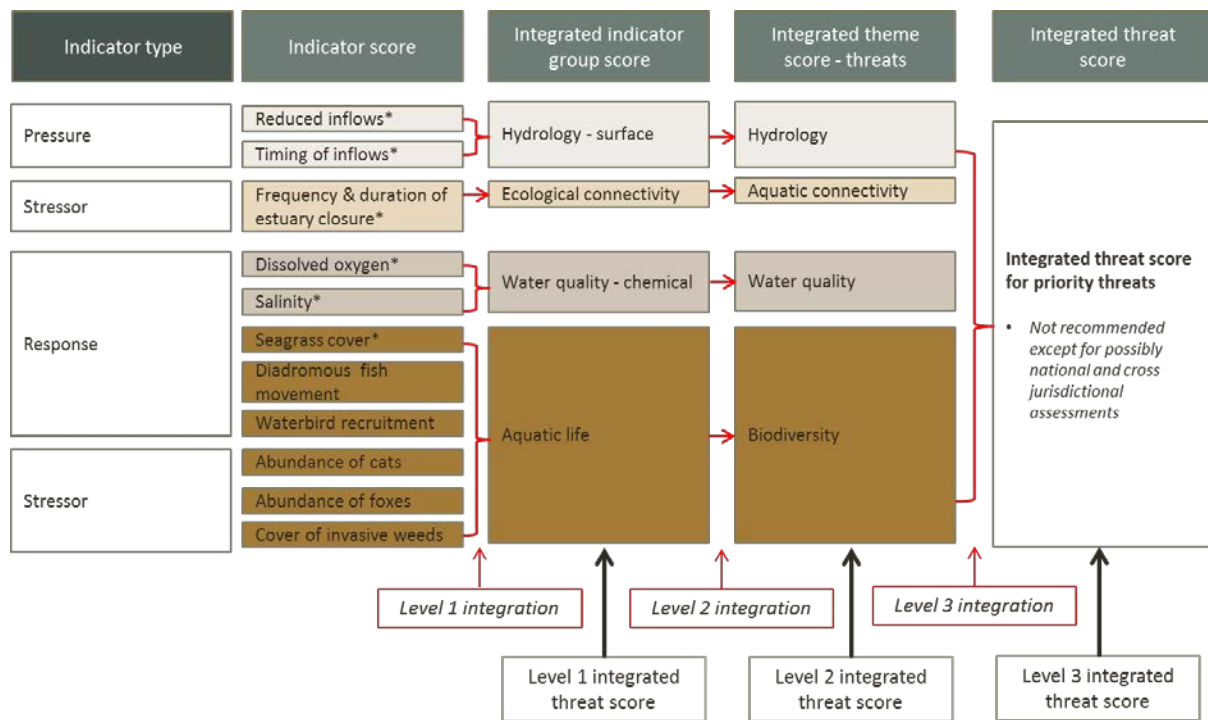 Indicator type
Indicator score
Integrated indicator
group score
Integrated theme
score - threats
Integrated threat
score
Pressure
Reduced inflows*
Timing of inflows*
Hydrology - surface
Hydrology
Stressor
Frequency & duration of
estuary closure*
Ecological connectivity
Aquatic connectivity
Response
Dissolved oxygen*
Salinity*
Water quality - chemical
Water quality
Seagrass cover*
Diadromous fish
movement
Waterbird recruitment
Stressor
Abundance of cats
Abundance of foxes
Cover of invasive weeds
Aquatic life
Biodiversity
Integrated threat score
for priority threats
• Not recommended
except for possibly
national and cross
jurisdictional
assessments
Level 1 integration
Level 2 integration
Level 3 integration
Level 1 integrated
threat score
Level 2 integrated
threat score
Level 3 integrated
threat score